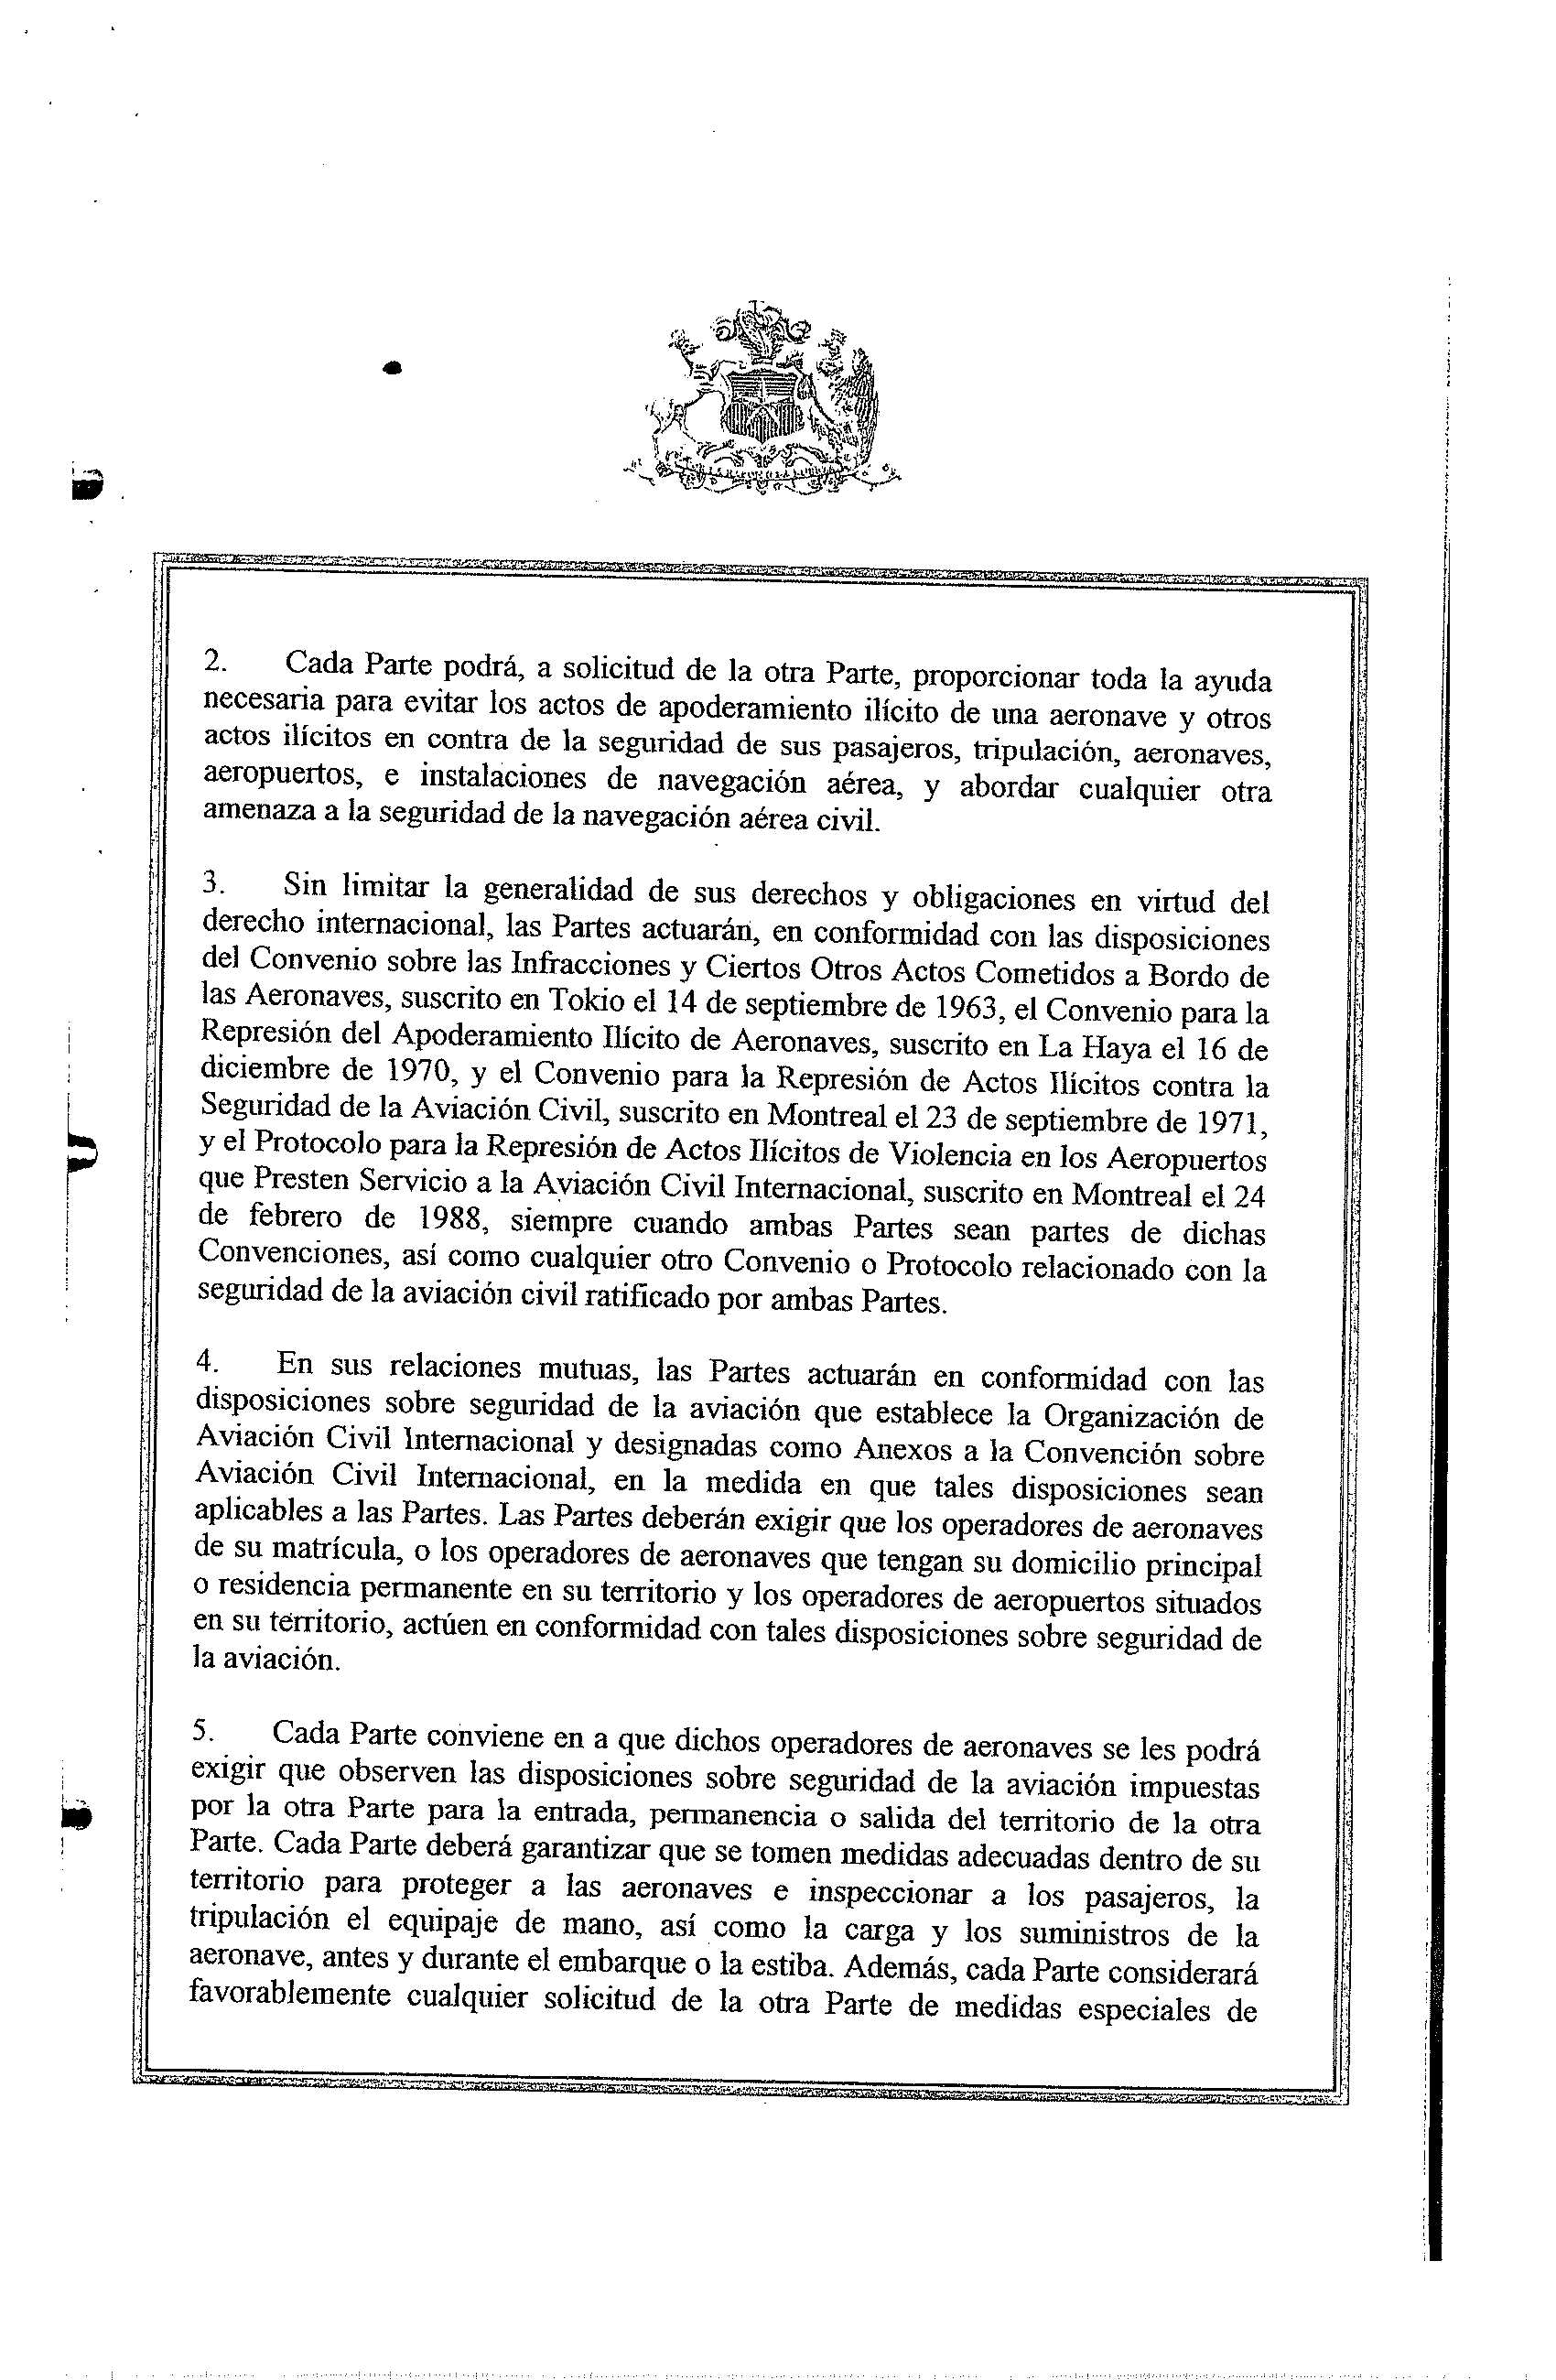 2. Cada Parte podrá, a solicitud de la otra Parte, proporcionar toda la ayuda
necesaria para evitar los actos de apoderamiento ilícito de una aeronave y otros
actos ilícitos en contra de la seguridad de sus pasajeros, tripulación, aeronaves,
aeropuertos, e instalaciones de navegación aérea, y abordar cualquier otra
amenaza a la seguridad de la navegación aérea civil.
3. Sin limitar la generalidad de sus derechos y obligaciones en virtud del
derecho internacional, las Partes actuarán, en conformidad con las disposiciones
del Convenio sobre las Infracciones y Ciertos Otros Actos Cometidos a Bordo de
las Aeronaves, suscrito en Tokio el 14 de septiembre de 1963, el Convenio para la
Represión del Apoderamiento Ilícito de Aeronaves, suscrito en La Haya el 16 de
diciembre de 1970, y el Convenio para la Represión de Actos Ilícitos contra la
Seguridad de la Aviación Civil, suscrito en Montreal el 23 de septiembre de 1971,
y el Protocolo para la Represión de Actos Ilícitos de Violencia en los Aeropuertos
que Presten Servicio a la Aviación Civil Internacional, suscrito en Montreal el 24
de febrero de 1988, siempre cuando ambas Partes sean partes de dichas
Convenciones, así como cualquier otro Convenio o Protocolo relacionado con la
seguridad de la aviación civil ratificado por ambas Partes.
4. En sus relaciones mutuas, las Partes actuarán en conformidad con las
disposiciones sobre seguridad de la aviación que establece la Organización de
Aviación Civil Internacional y designadas como Anexos a la Convención sobre
Aviación Civil Internacional, en la medida en que tales disposiciones sean
aplicables a las Partes. Las Partes deberán exigir que los operadores de aeronaves
de su matrícula, o los operadores de aeronaves que tengan su domicilio principal
o residencia permanente en su territorio y los operadores de aeropuertos situados
en su territorio, actúen en conformidad con tales disposiciones sobre seguridad de
la aviación.
5. Cada Parte conviene en a que dichos operadores de aeronaves se les podrá
exigir que observen las disposiciones sobre seguridad de la aviación impuestas
por la otra Parte para la entrada, permanencia o salida del territorio de la otra
Parte. Cada Parte deberá garantizar que se tomen medidas adecuadas dentro de su
territorio para proteger a las aeronaves e inspeccionar a los pasajeros, la
tripulación el equipaje de mano, así como la carga y los suministros de la
aeronave, antes y durante el embarque o la estiba. Además, cada Parte considerará
favorablemente cualquier solicitud de la otra Parte de medidas especiales de